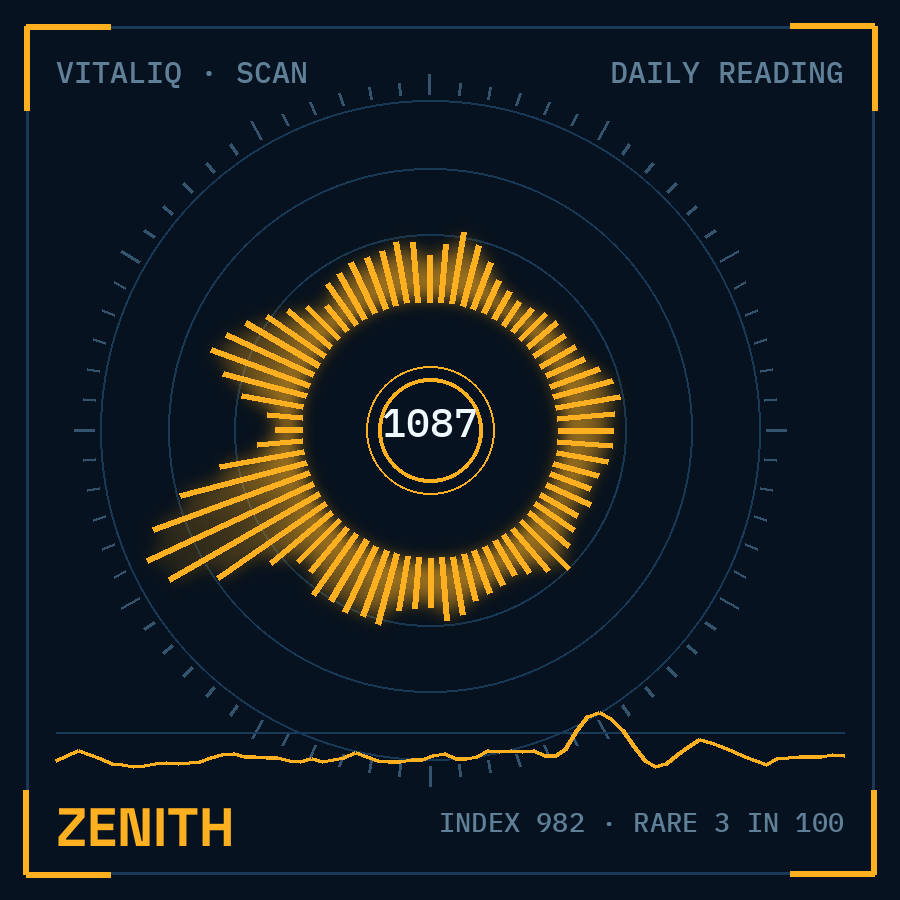 VITALIQ · SCAN
DAILY READING
1087
ZENITH
INDEX 982 · RARE 3 IN 100